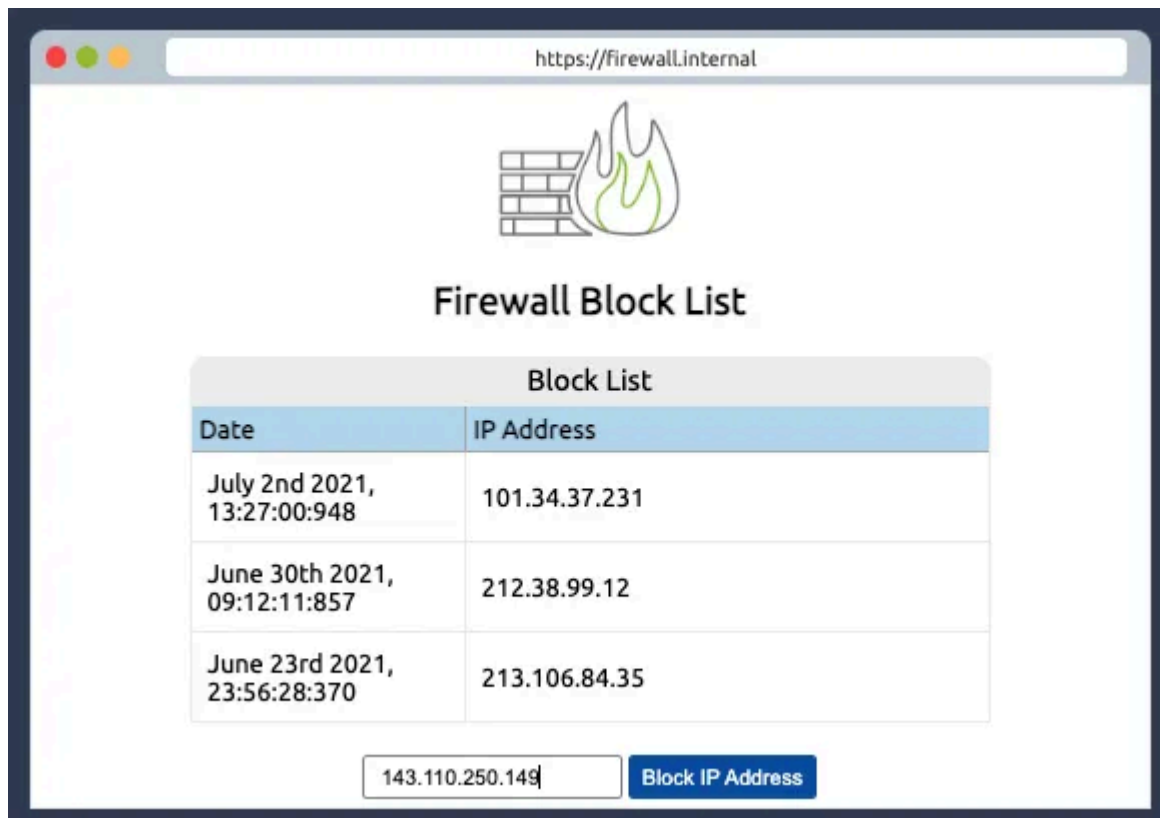 https://firewall.internal
Firewall Block List
Block List
Date IP Address
July 2nd 2021,
13:27:00:948 101.34.37.231
June 30th 2021,
09:12:11:857 212.38.99.12
June 23rd 2021,
23:56:28:370 213.106.84.35
143.110.250.149 Block IP Address